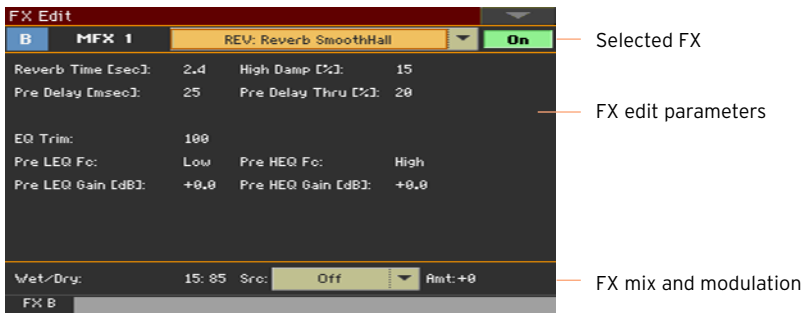 FX Edit
B MFX 1 REV: Reverb SmoothHall On
Selected FX
Reverb Time [sec]: 2.4 High Damp [%]: 15
Pre Delay [msec]: 25 Pre Delay Thru [%]: 20
FX edit parameters
EQ Trim: 100
Pre LEQ Fc: Low Pre HEQ Fc: High
Pre LEQ Gain [dB]: +0.0 Pre HEQ Gain [dB]: +0.0
Wet/Dry: 15: 85 Src: Off Amt:+0
FX mix and modulation
FX B